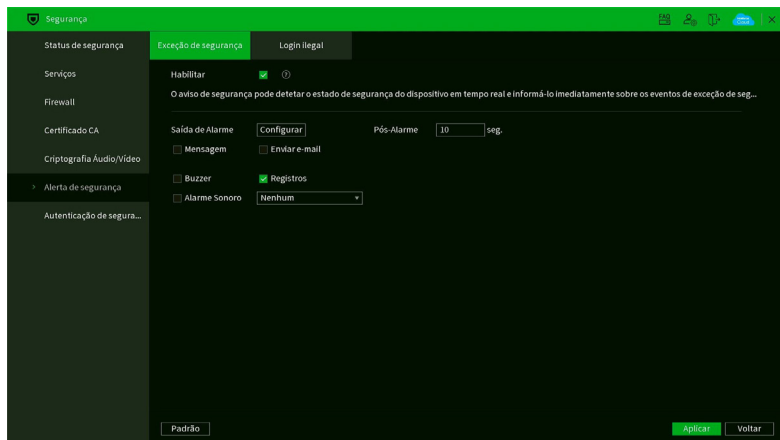 Segurança
FAQ
Status de segurança
Exceção de segurança
Login ilegal
Serviços
Firewall
Certificado CA
Criptografia Áudio/Vídeo
> Alerta de segurança
Autenticação de segura...
Habilitar
O aviso de segurança pode detetar o estado de segurança do dispositivo em tempo real e informá-lo imediatamente sobre os eventos de exceção de seg...
Saída de Alarme Configurar Pós-Alarme 10 seg.
Mensagem Enviar e-mail
Buzzer Registros
Alarme Sonoro Nenhum
Padrão Aplicar Voltar